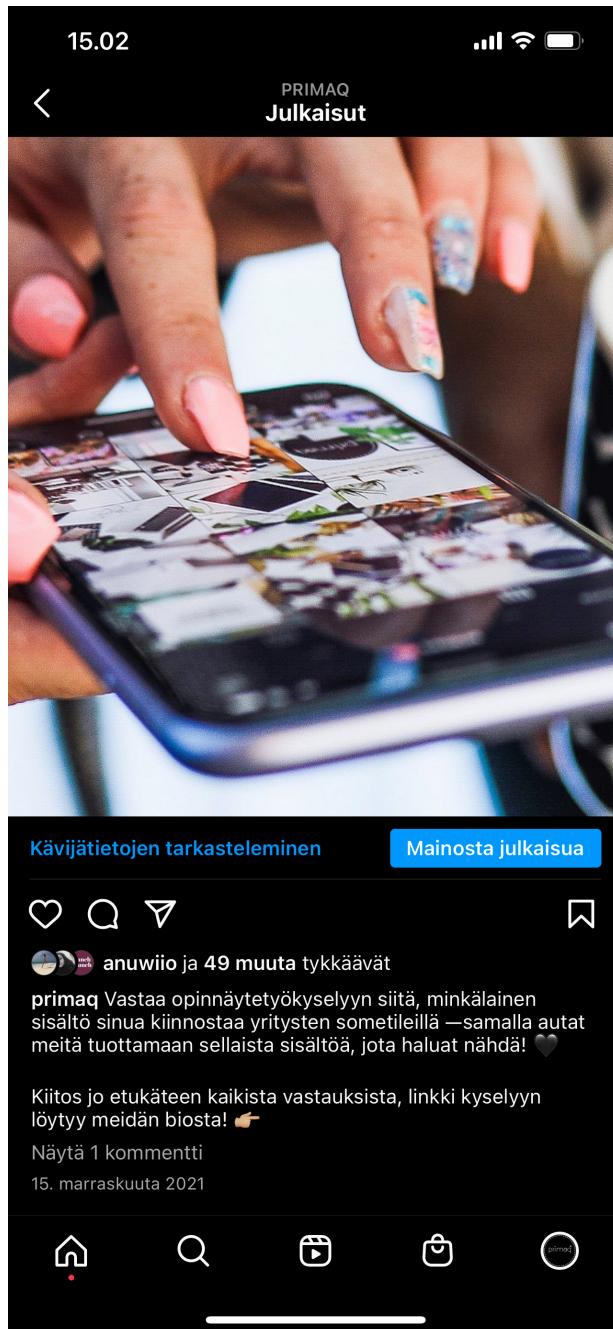 15.02
PRIMAQ
Julkaisut
Kävijätietojen tarkasteleminen
Mainosta julkaisua
anuwiio ja 49 muuta tykkäävät
primaq Vastaa opinnäytetyökyselyyn siitä, minkälainen
sisältö sinua kiinnostaa yritysten sometileillä —samalla autat
meitä tuottamaan sellaista sisältöä, jota haluat nähdä! 🖤
Kiitos jo etukäteen kaikista vastauksista, linkki kyselyyn
löytyy meidän biosta! 👉🏼
Näytä 1 kommentti
15. marraskuuta 2021
primaq